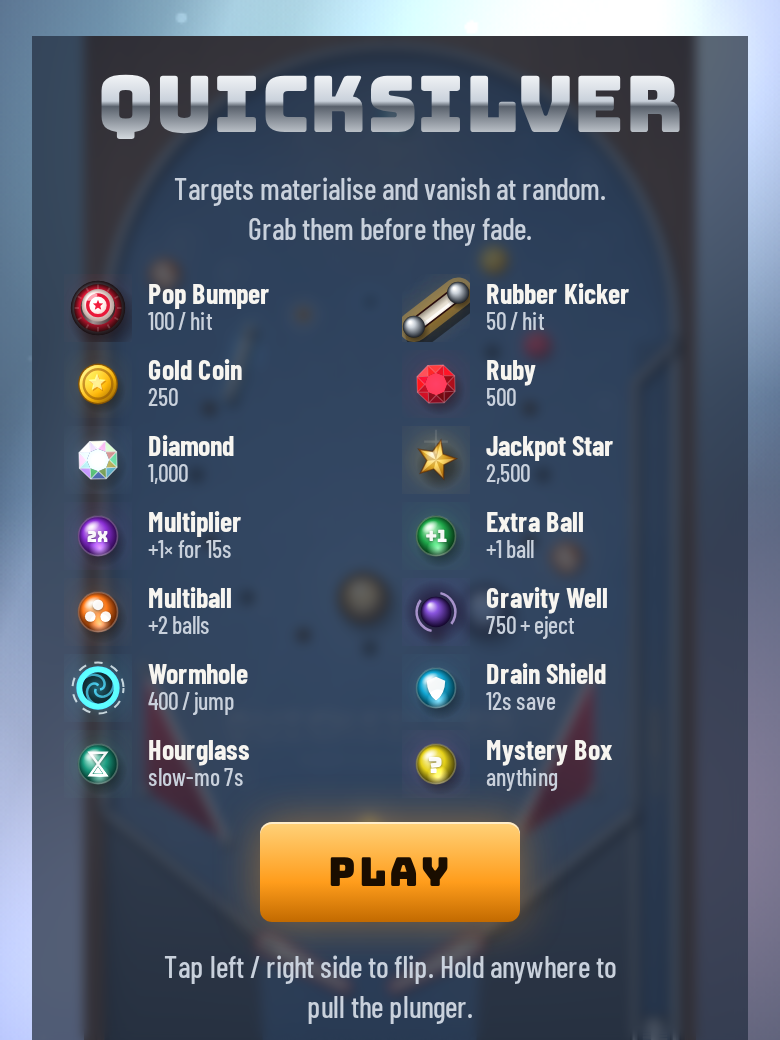 QUICKSILVER
Targets materialise and vanish at random.
Grab them before they fade.
Pop Bumper
100 / hit
Rubber Kicker
50 / hit
Gold Coin
250
Ruby
500
Diamond
1,000
Jackpot Star
2,500
2X
Multiplier
+1× for 15s
+1
Extra Ball
+1 ball
Multiball
+2 balls
Gravity Well
750 + eject
Wormhole
400 / jump
Drain Shield
12s save
Hourglass
slow-mo 7s
?
Mystery Box
anything
PLAY
Tap left / right side to flip. Hold anywhere to
pull the plunger.